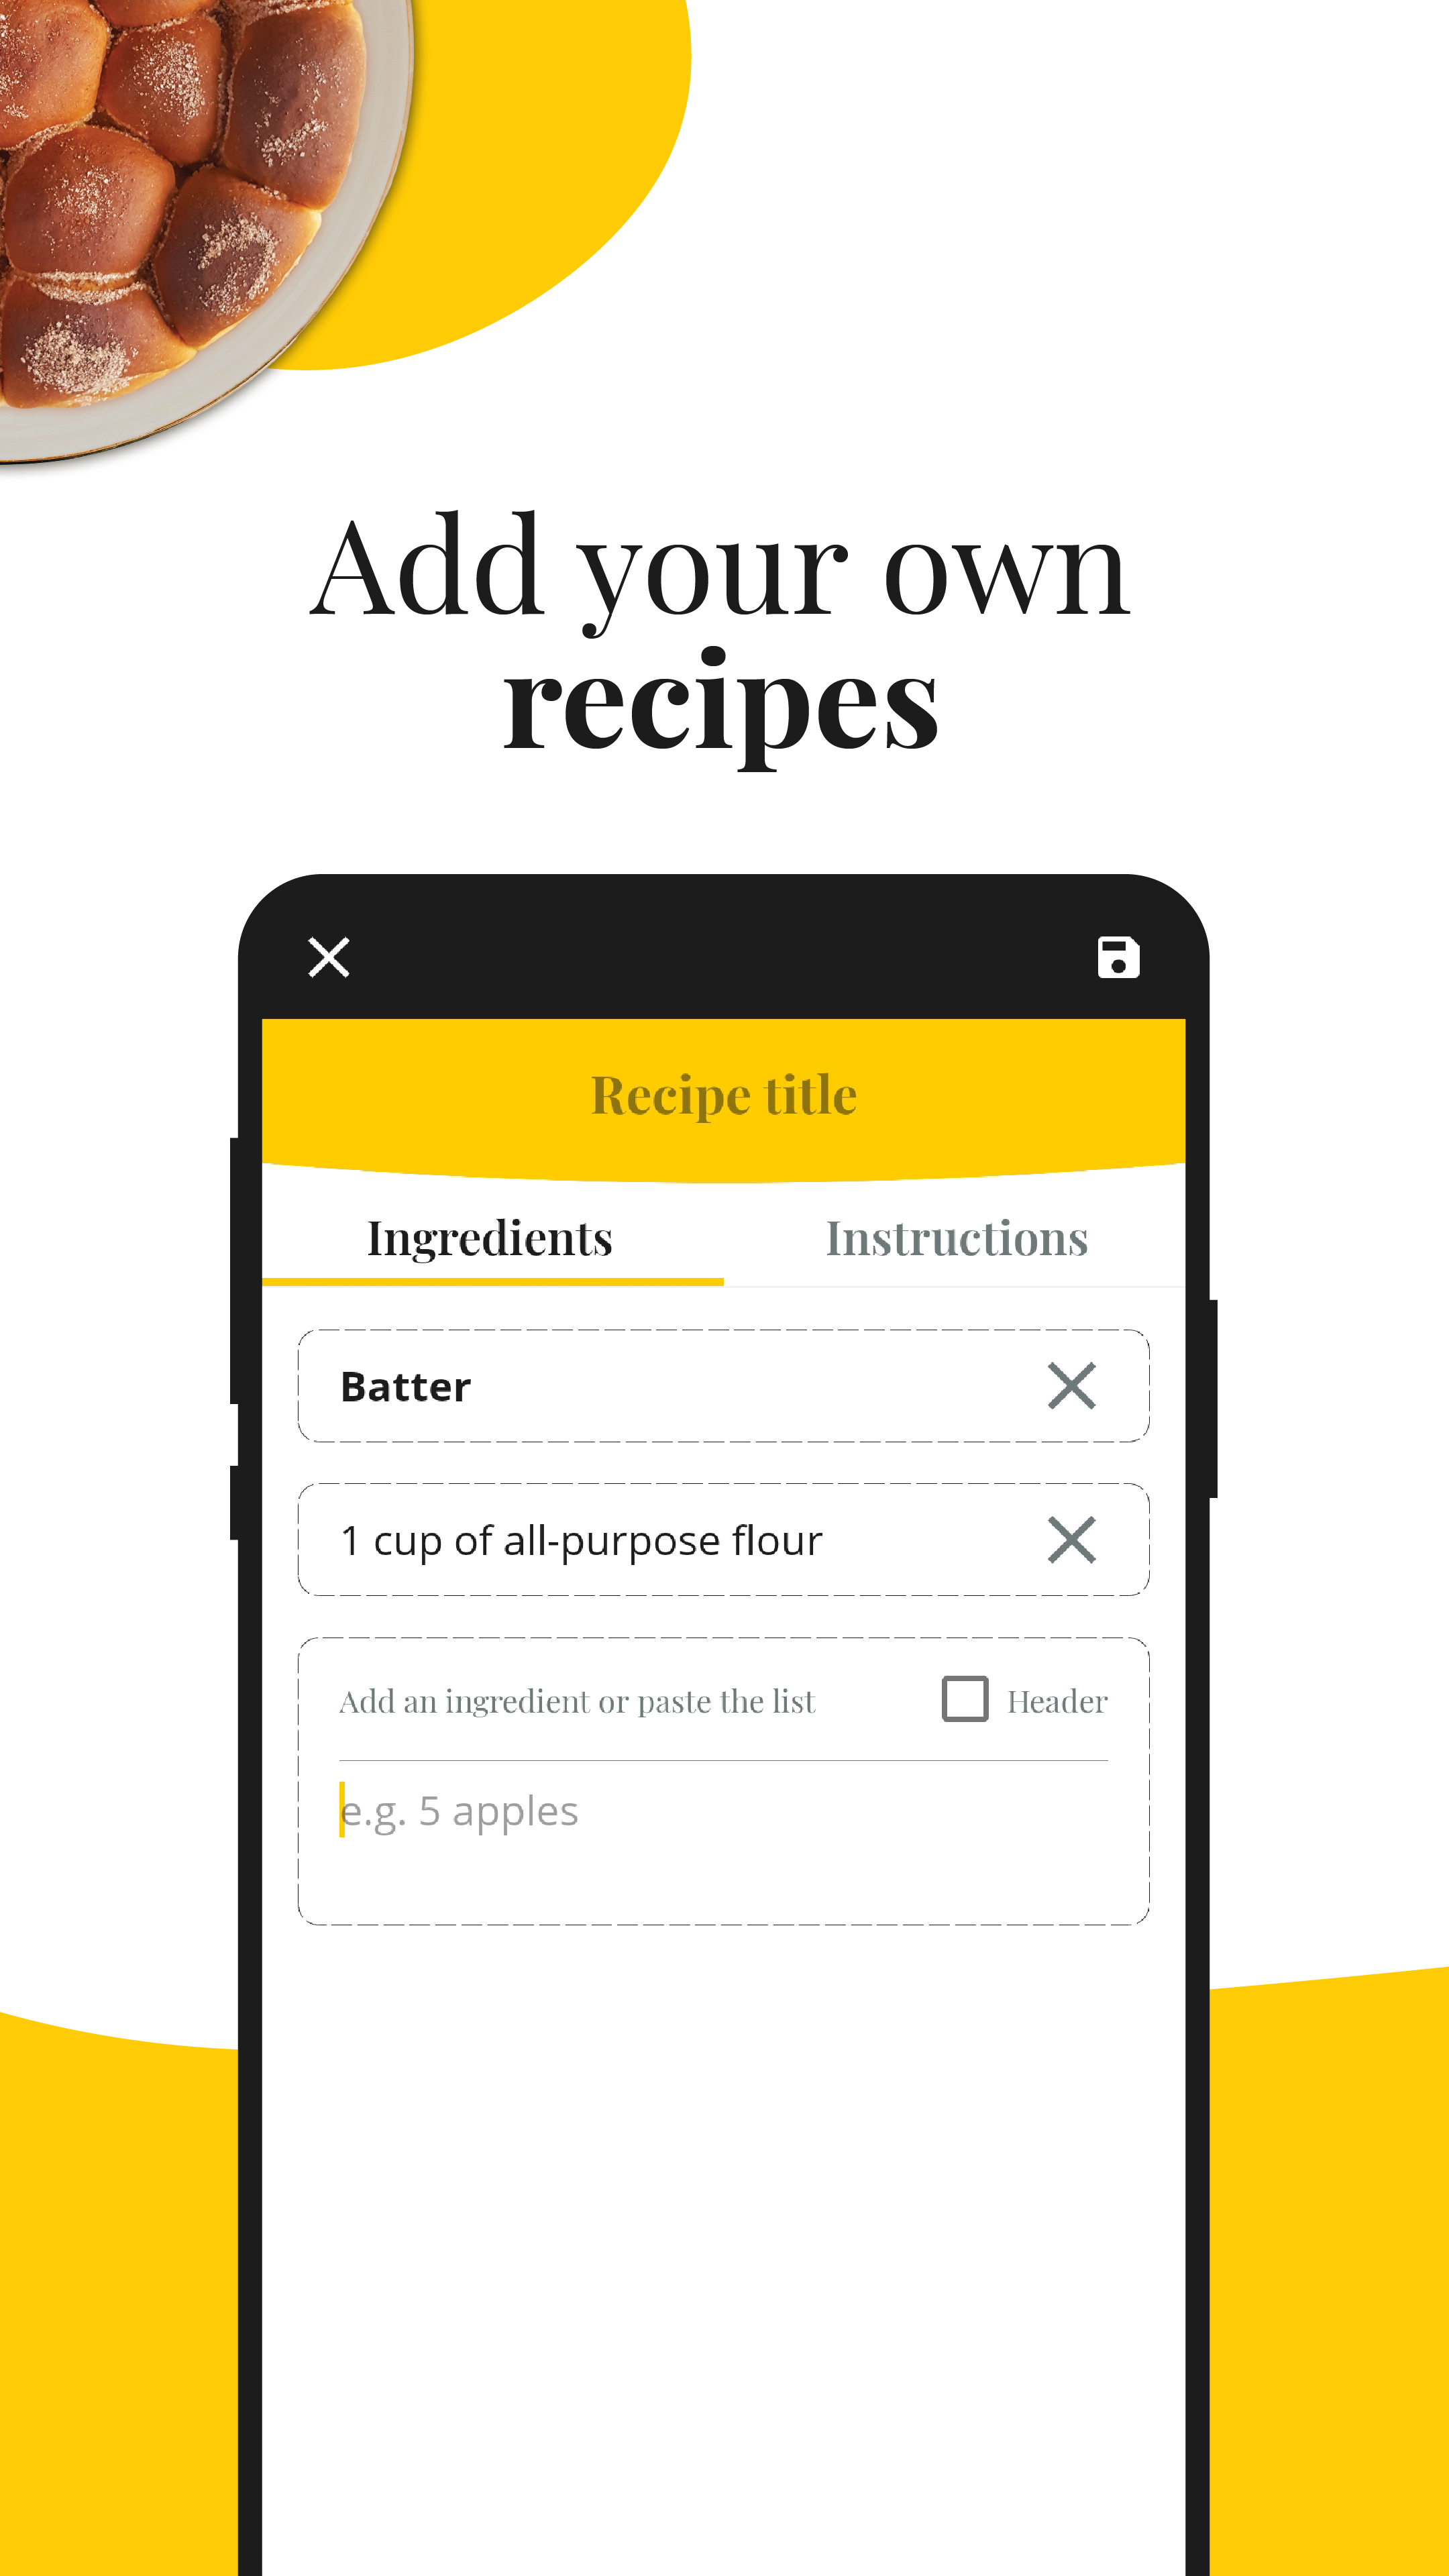 Add your own
recipes
Recipe title
Ingredients Instructions
Batter
1 cup of all-purpose flour
Add an ingredient or paste the list Header
e.g. 5 apples